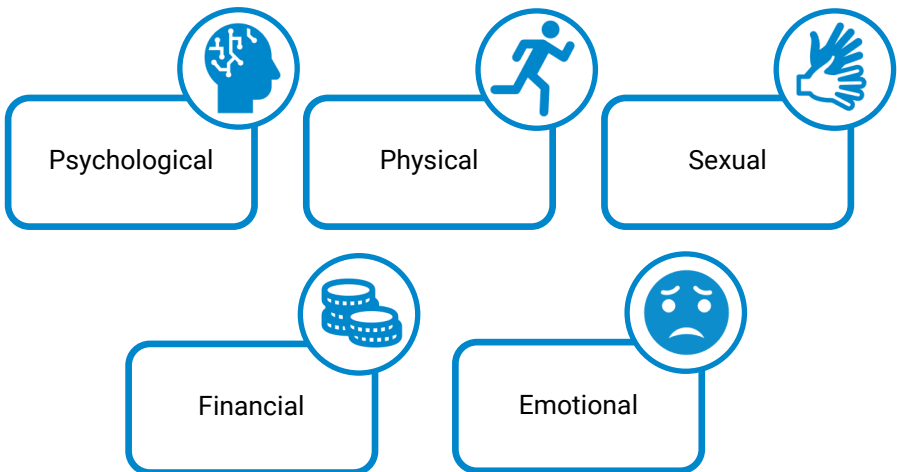 Psychological
Physical
Sexual
Financial
Emotional